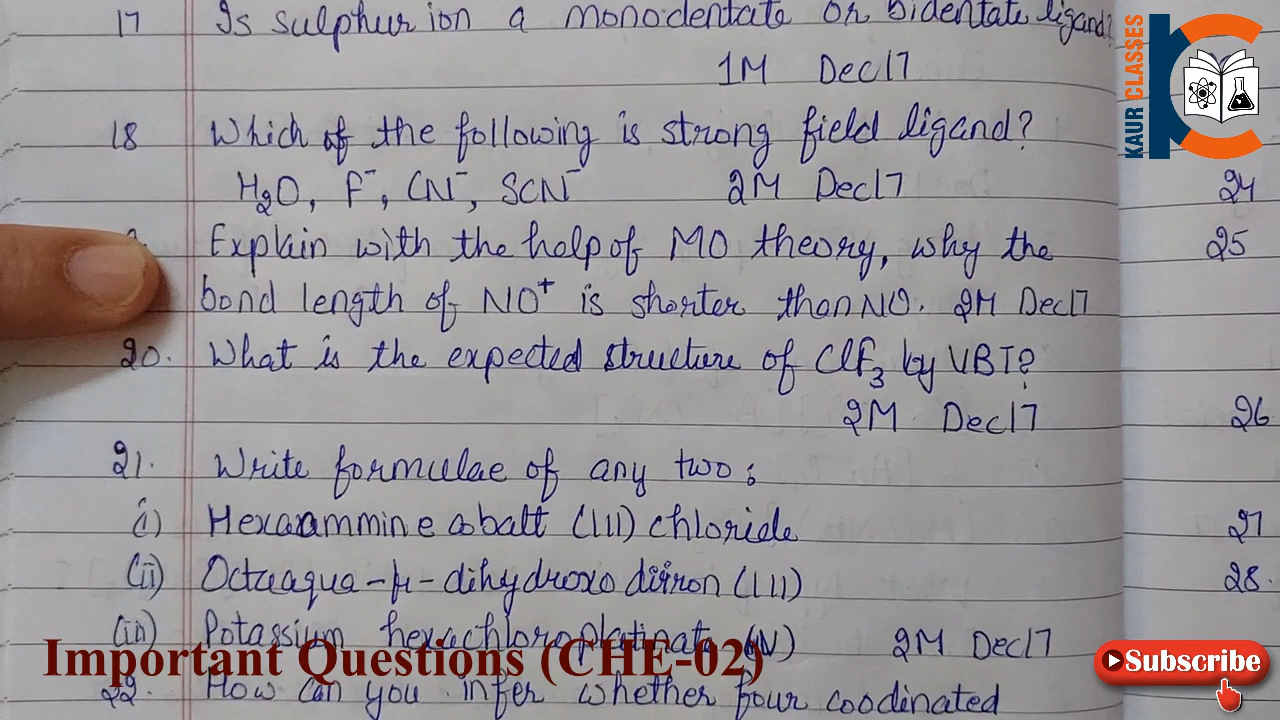 17 Is sulphur ion a monodentate or bidentate ligand?
1M Dec17
18 Which of the following is strong field ligand?
H₂O, F⁻, CN⁻, SCN⁻ 2M Dec17
24
Explain with the help of MO theory, why the
25
bond length of NO⁺ is shorter than NO. 2M Dec17
20. What is the expected structure of ClF₃ by VBT?
2M Dec17
26
21. Write formulae of any two:
(i) Hexaammine cobalt (III) chloride
27
(ii) Octaaqua-μ-dihydroxo diiron (III)
28.
(iii) Potassium hexachloroplatinate (IV) 2M Dec17
22. How can you infer whether four coodinated
Important Questions (CHE-02)
KAUR CLASSES
Subscribe